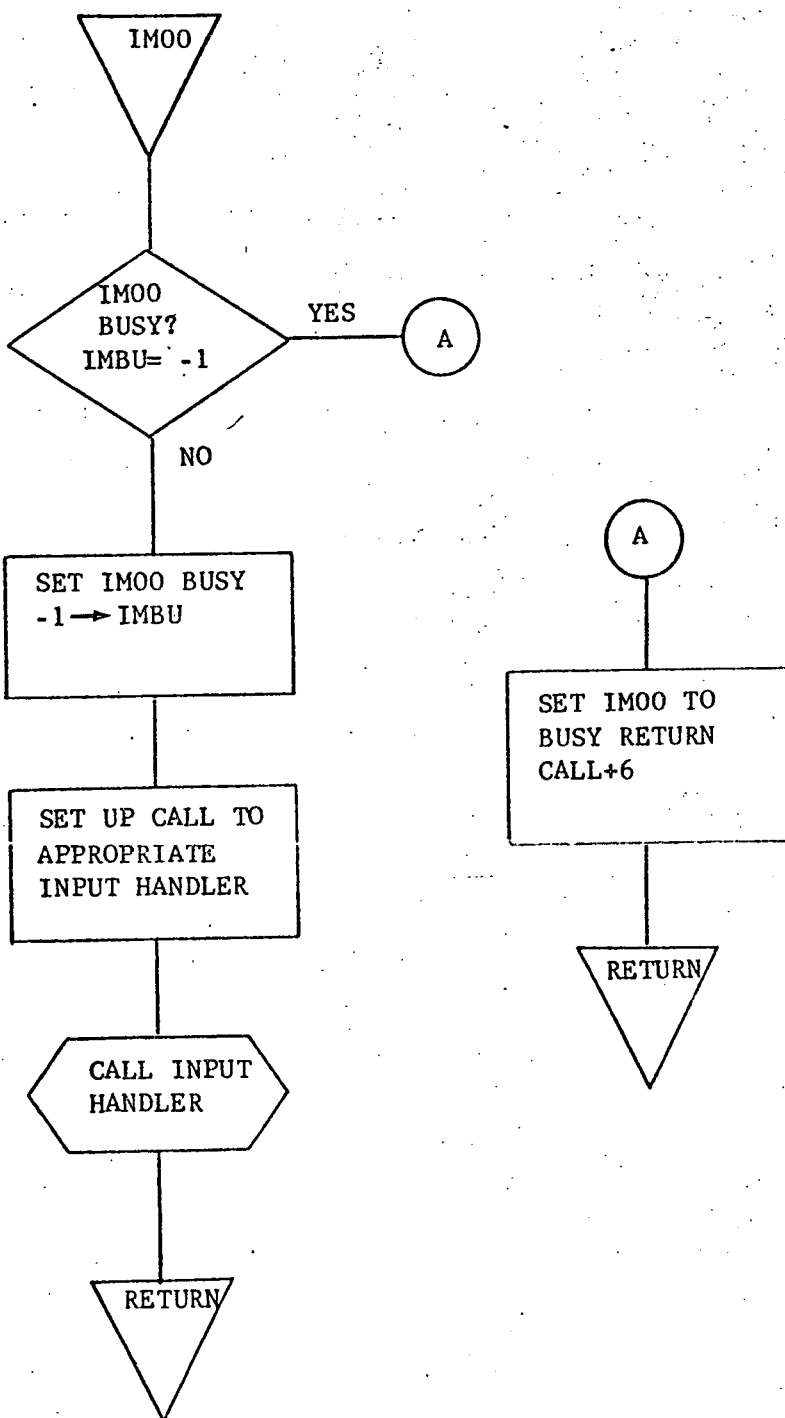 IMOO
IMOO
BUSY?
IMBU= -1
YES
A
NO
SET IMOO BUSY
-1→ IMBU
SET UP CALL TO
APPROPRIATE
INPUT HANDLER
CALL INPUT
HANDLER
RETURN
A
SET IMOO TO
BUSY RETURN
CALL+6
RETURN